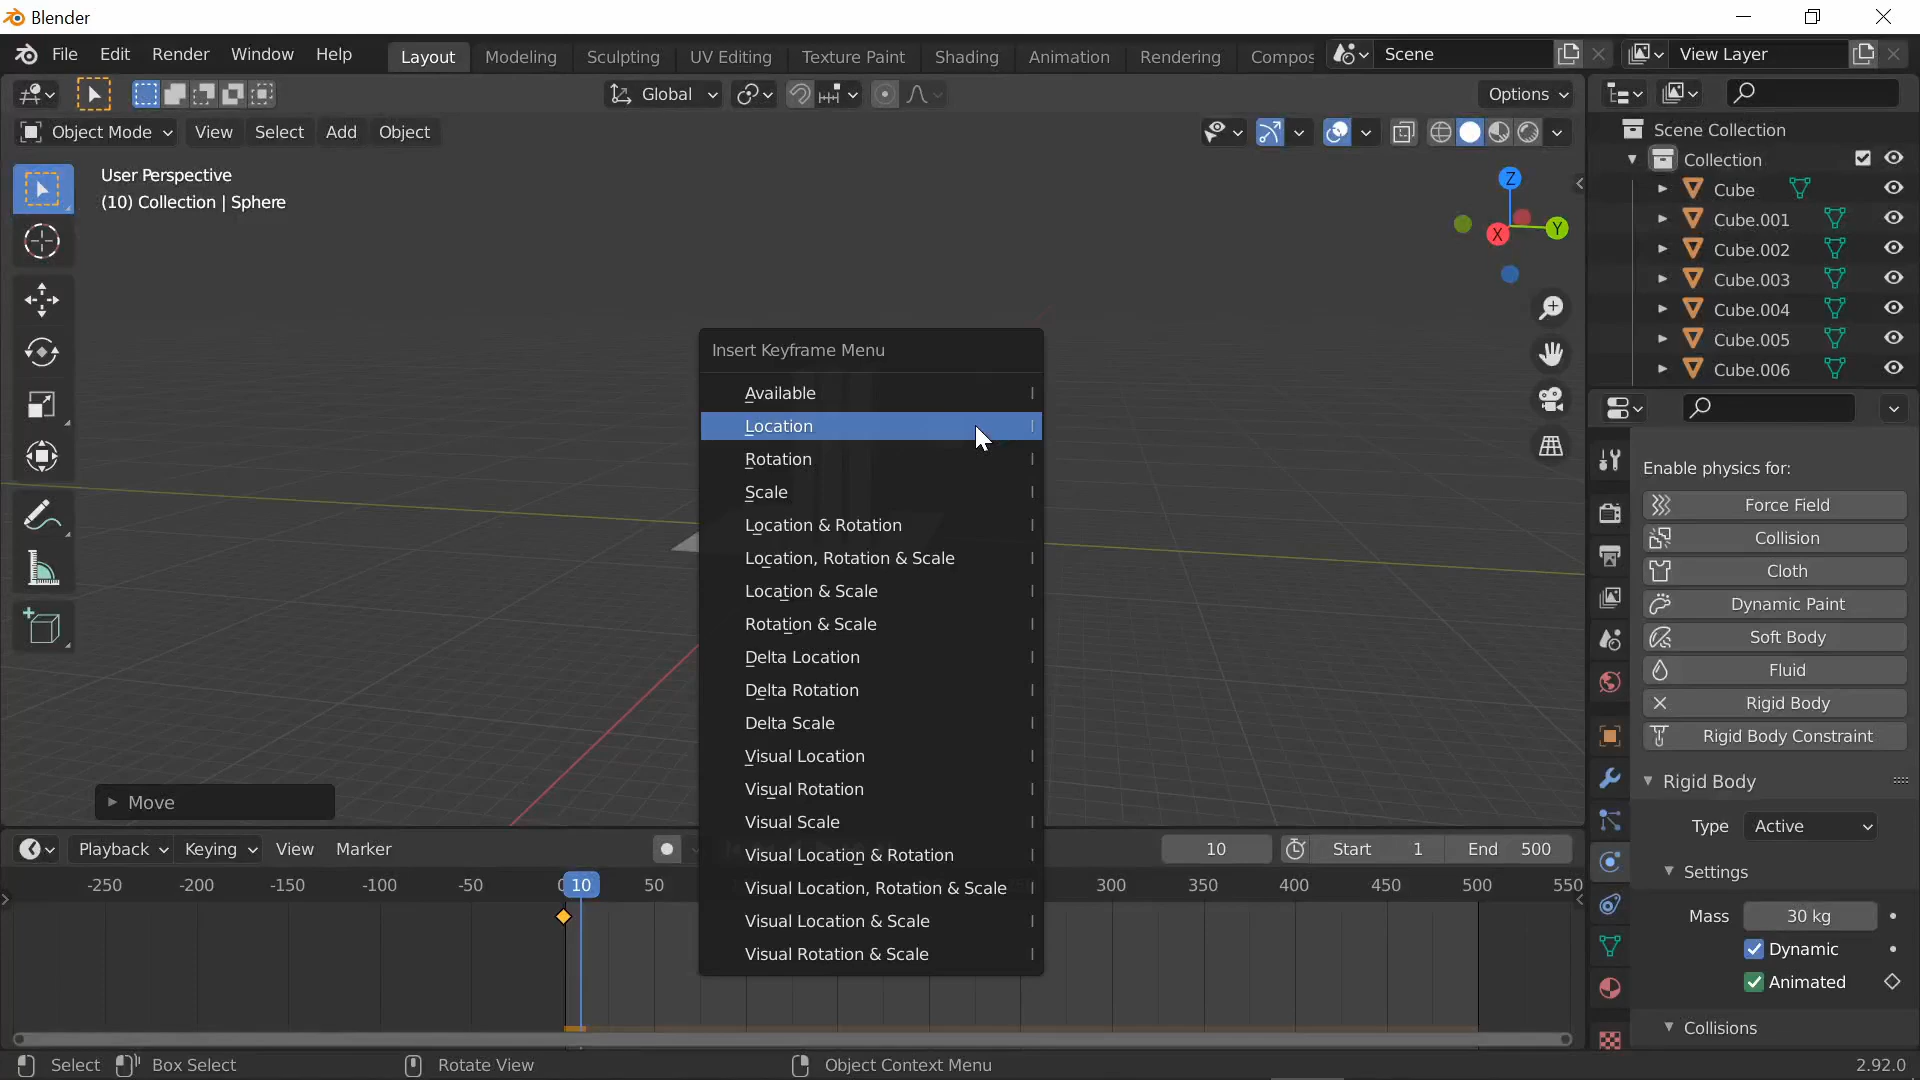 Blender
File Edit Render Window Help Layout Modeling Sculpting UV Editing Texture Paint Shading Animation Rendering Compos Scene View Layer
Global Options
Object Mode View Select Add Object
User Perspective
(10) Collection | Sphere
Z
X
Y
Scene Collection
Collection
Cube
Cube.001
Cube.002
Cube.003
Cube.004
Cube.005
Cube.006
Insert Keyframe Menu
Available I
Location I
Rotation I
Scale I
Location & Rotation I
Location, Rotation & Scale I
Location & Scale I
Rotation & Scale I
Delta Location I
Delta Rotation I
Delta Scale I
Visual Location I
Visual Rotation I
Visual Scale I
Visual Location & Rotation I
Visual Location, Rotation & Scale I
Visual Location & Scale I
Visual Rotation & Scale I
Enable physics for:
Force Field
Collision
Cloth
Dynamic Paint
Soft Body
Fluid
Rigid Body
Rigid Body Constraint
Rigid Body
Type Active
Settings
Mass 30 kg
Dynamic
Animated
Collisions
Move
Playback Keying View Marker 10 Start 1 End 500
-250 -200 -150 -100 -50 10 50 300 350 400 450 500 550
Select Box Select Rotate View Object Context Menu 2.92.0